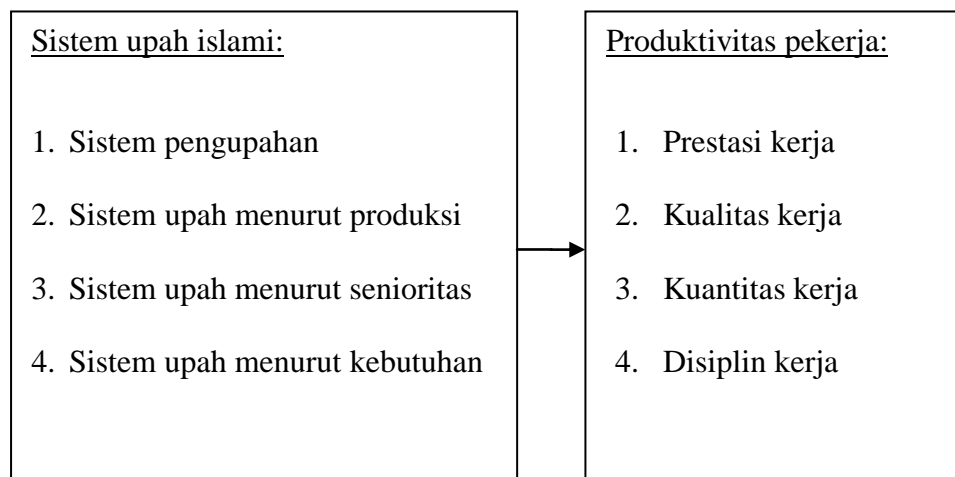 Sistem upah islami:
1. Sistem pengupahan
2. Sistem upah menurut produksi
3. Sistem upah menurut senioritas
4. Sistem upah menurut kebutuhan
Produktivitas pekerja:
1. Prestasi kerja
2. Kualitas kerja
3. Kuantitas kerja
4. Disiplin kerja